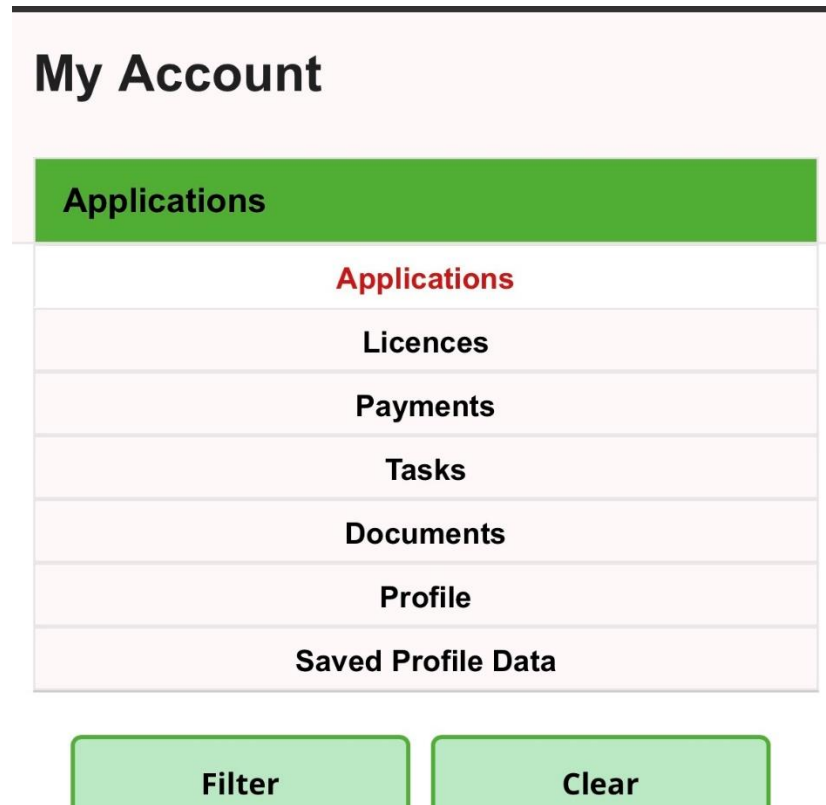 My Account
Applications
Applications
Licences
Payments
Tasks
Documents
Profile
Saved Profile Data
Filter
Clear